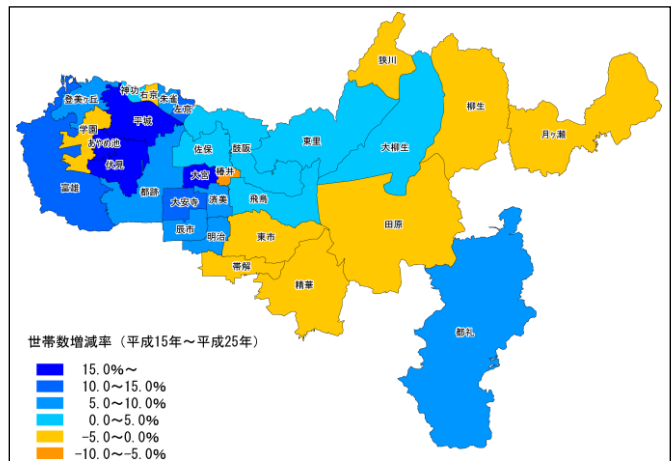 狭川
神功
右京
朱雀
左京
登美ヶ丘
平城
学園
あやめ池
伏見
富雄
都跡
佐保
鼓阪
東里
大柳生
柳生
月ヶ瀬
大宮
椿井
大安寺
済美
飛鳥
辰市
明治
東市
田原
帯解
精華
都祁
世帯数増減率（平成15年～平成25年）
15.0%～
10.0～15.0%
5.0～10.0%
0.0～5.0%
-5.0～0.0%
-10.0～-5.0%